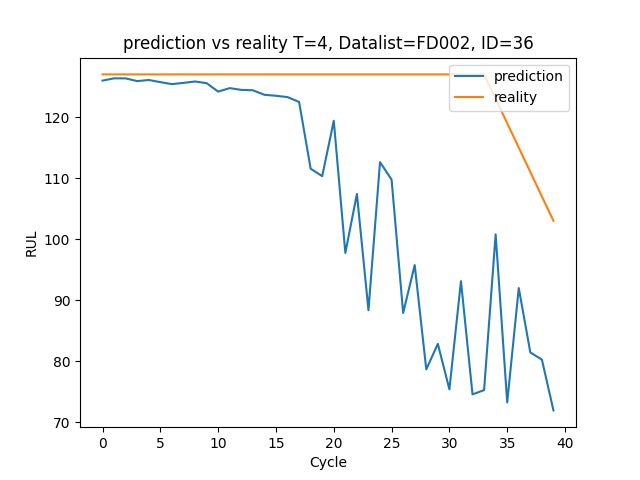 prediction vs reality T=4, Datalist=FD002, ID=36
prediction
reality
120
110
100
90
80
70
RUL
0 5 10 15 20 25 30 35 40
Cycle